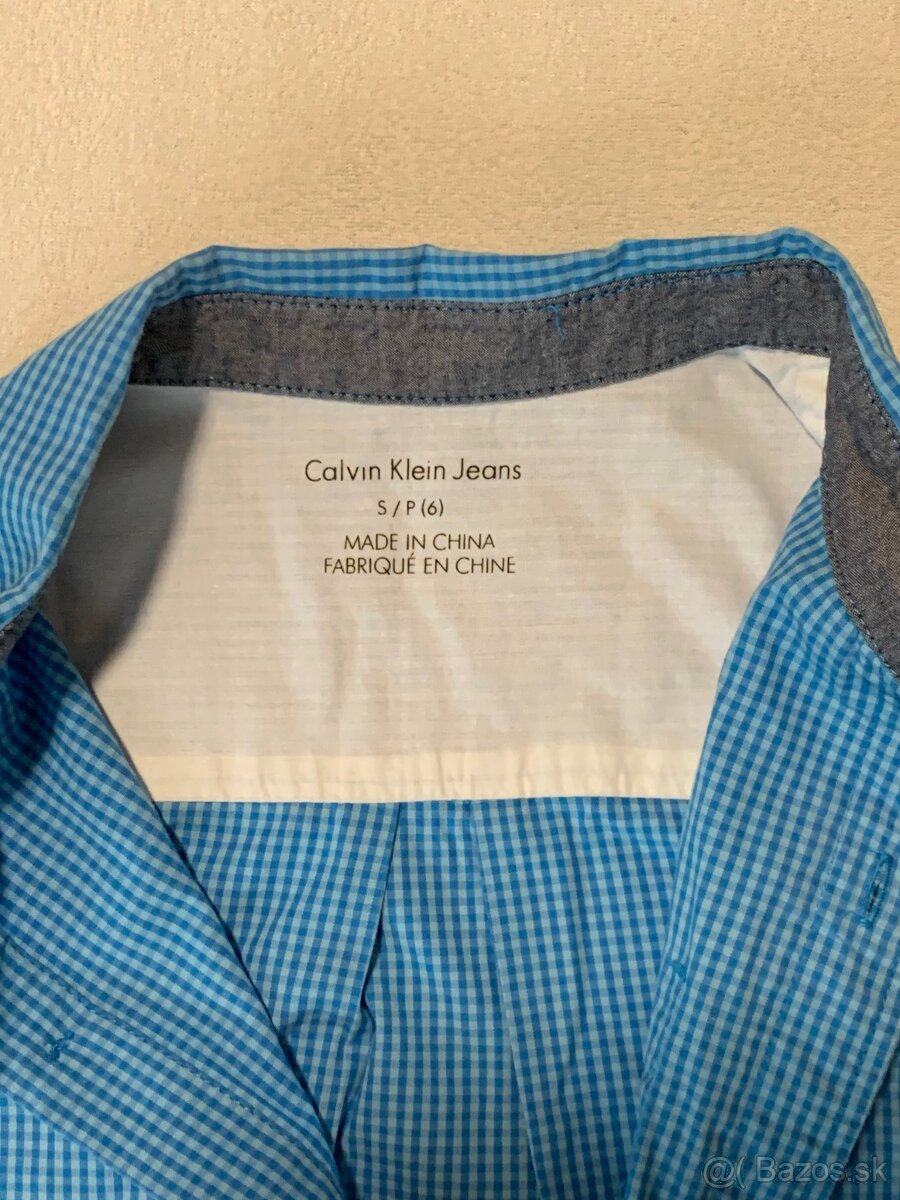 Calvin Klein Jeans
S / P (6)
MADE IN CHINA
FABRIQUÉ EN CHINE
@( Bazos.sk